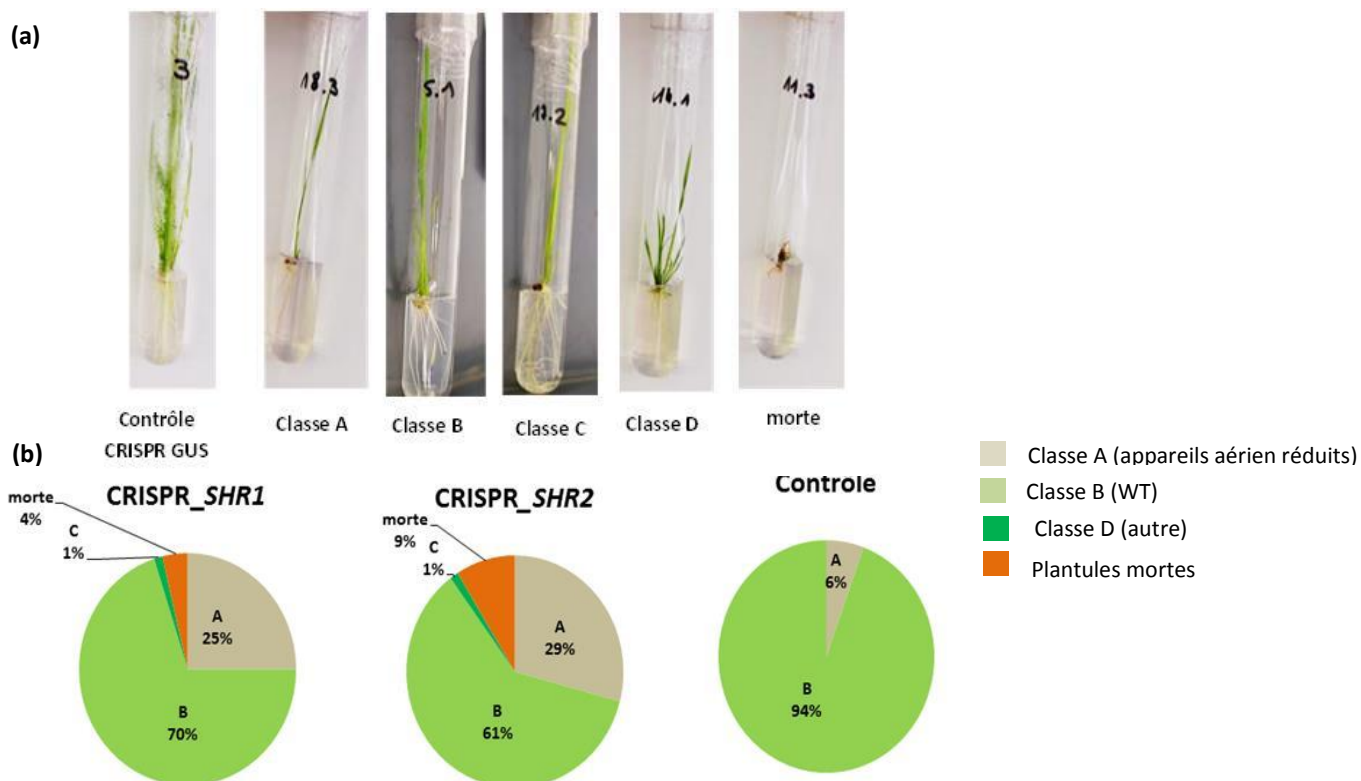 (a)
3
18.3
5.1
17.2
16.1
11.3
Contrôle
CRISPR GUS
Classe A
Classe B
Classe C
Classe D
morte
(b)
CRISPR_SHR1
morte
4%
C
1%
A
25%
B
70%
CRISPR_SHR2
morte
9%
C
1%
A
29%
B
61%
Controle
A
6%
B
94%
Classe A (appareils aérien réduits)
Classe B (WT)
Classe D (autre)
Plantules mortes